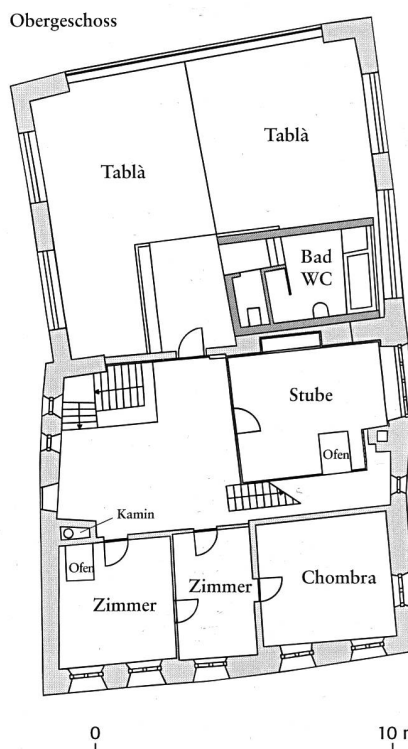 Obergeschoss
Tablà
Tablà
Bad
WC
Stube
Ofen
Kamin
Ofen
Zimmer
Zimmer
Chombra
0
10 m